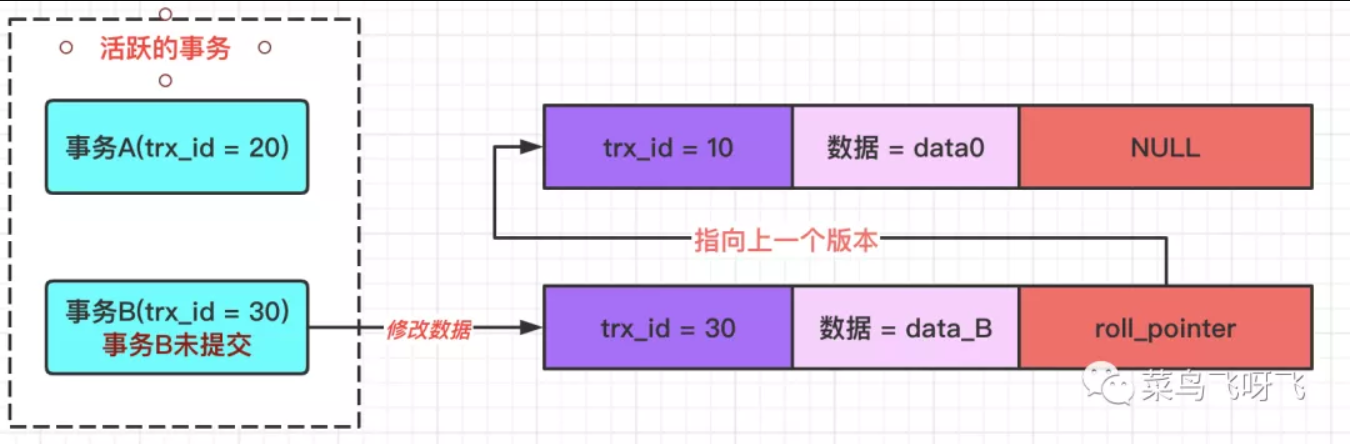 活跃的事务
事务A(trx_id = 20)
trx_id = 10
数据 = data0
NULL
指向上一个版本
事务B(trx_id = 30)
事务B未提交
修改数据
trx_id = 30
数据 = data_B
roll_pointer
菜鸟飞呀飞